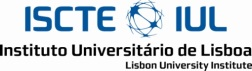 ISCTE IUL
Instituto Universitário de Lisboa
Lisbon University Institute